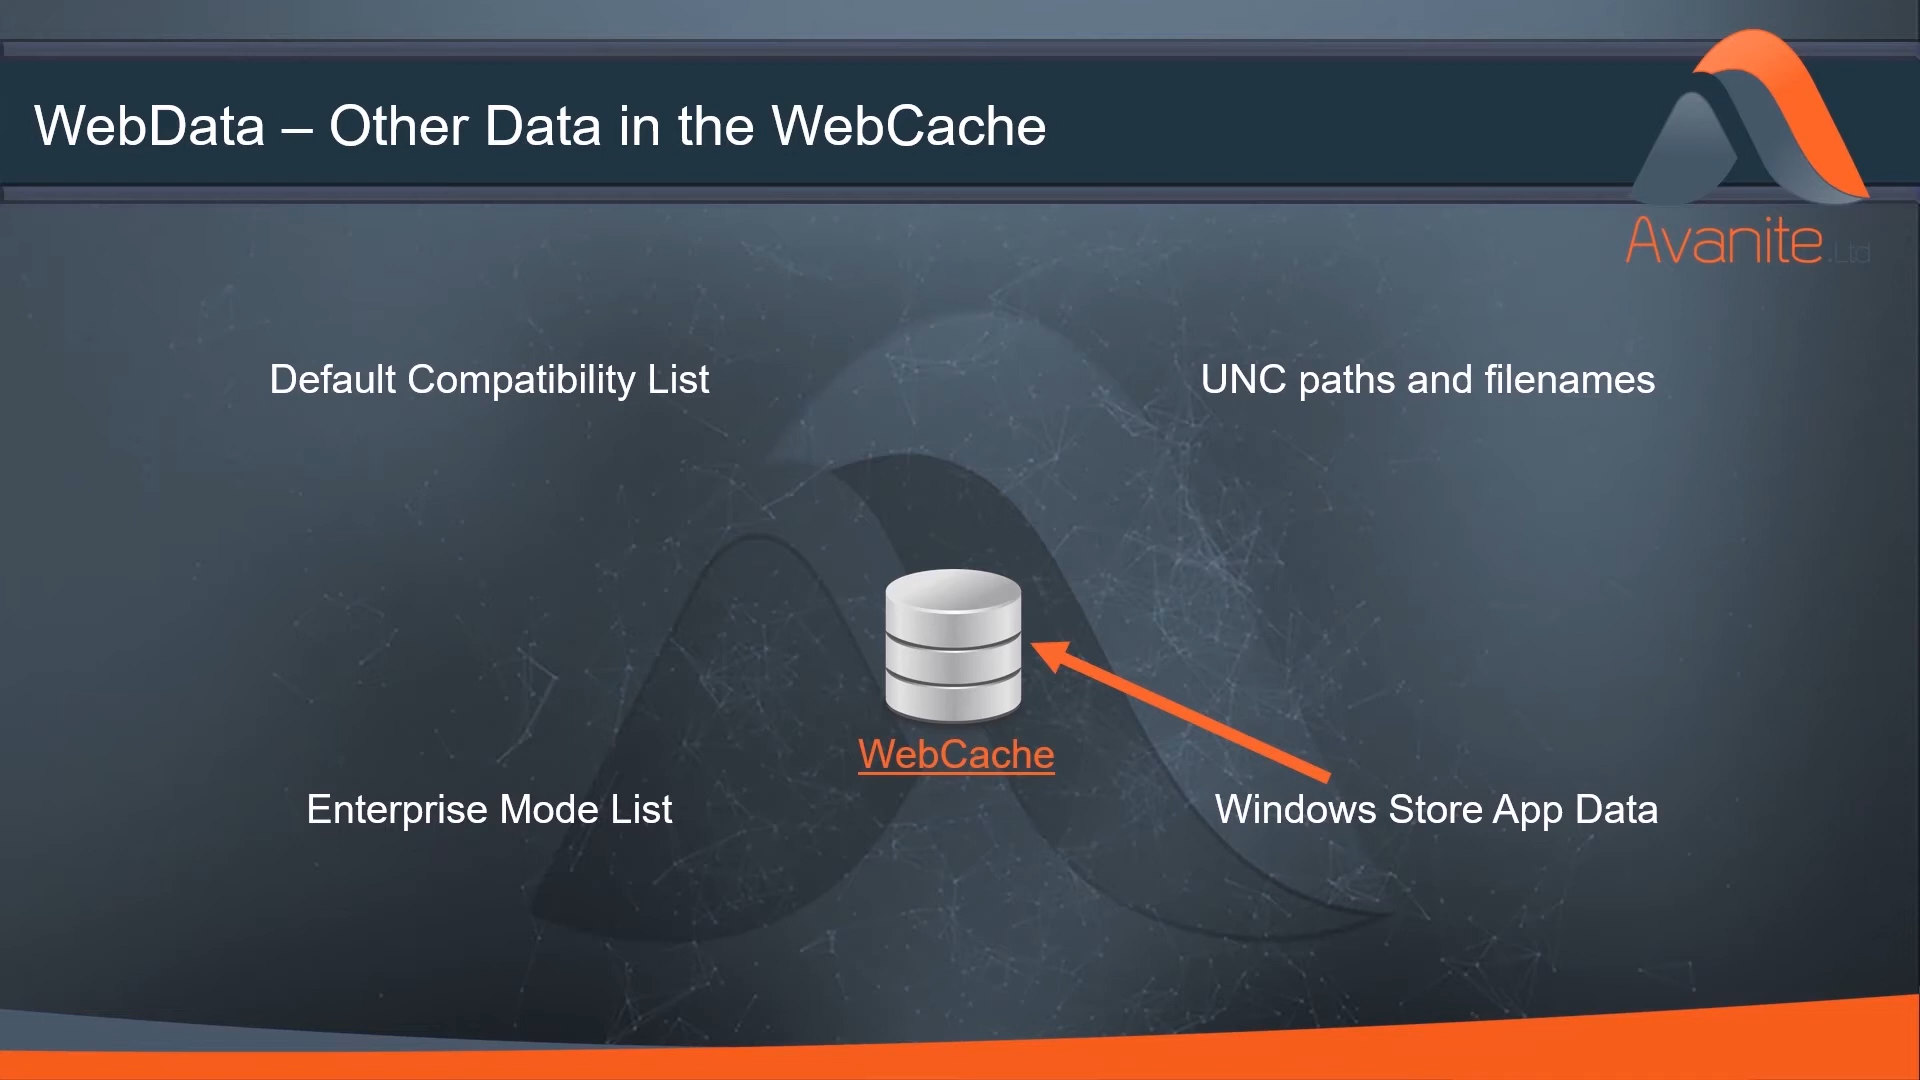 WebData – Other Data in the WebCache
Avanite.Ltd
Default Compatibility List
UNC paths and filenames
WebCache
Enterprise Mode List
Windows Store App Data